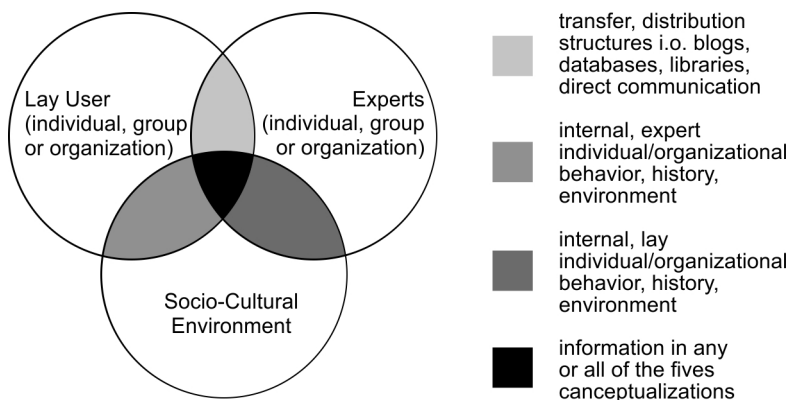 Lay User
(individual, group
or organization)
Experts
(individual, group
or organization)
Socio-Cultural
Environment
transfer, distribution
structures i.o. blogs,
databases, libraries,
direct communication
internal, expert
individual/organizational
behavior, history,
environment
internal, lay
individual/organizational
behavior, history,
environment
information in any
or all of the fives
canceptualizations